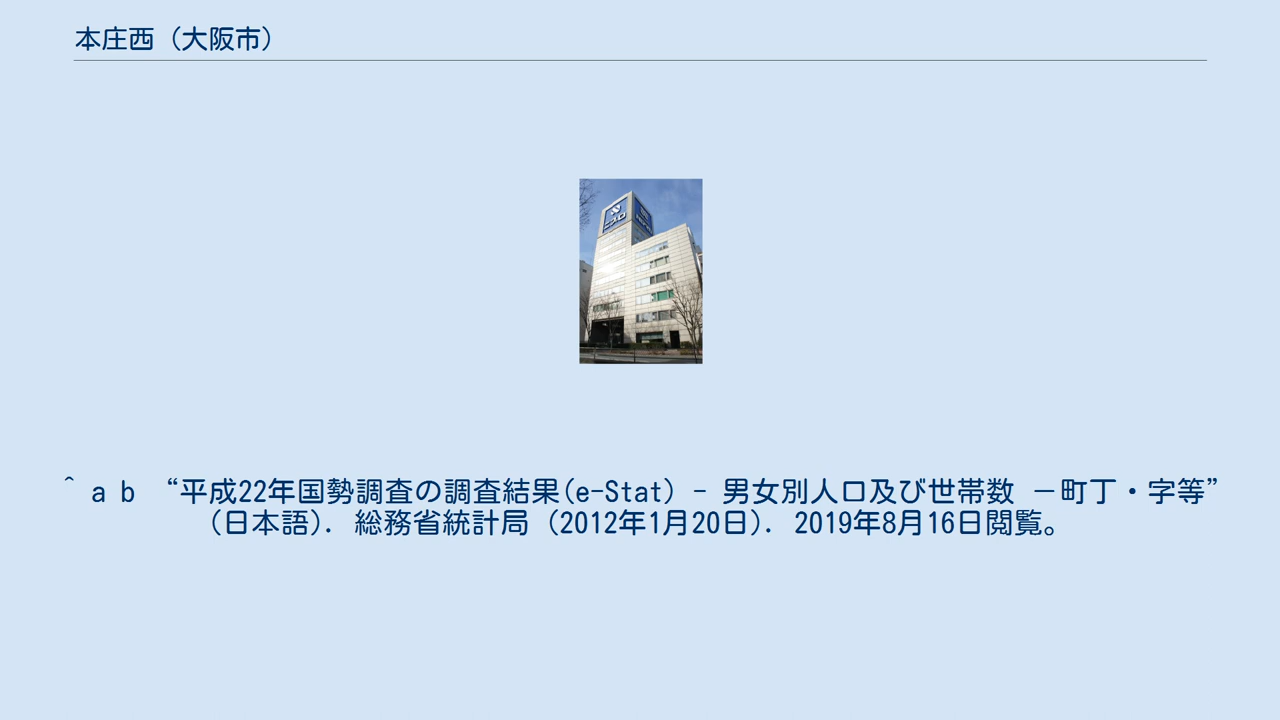 本庄西（大阪市）
ニプロ
^ a b “平成22年国勢調査の調査結果(e-Stat) - 男女別人口及び世帯数 －町丁・字等”
(日本語). 総務省統計局 (2012年1月20日). 2019年8月16日閲覧。